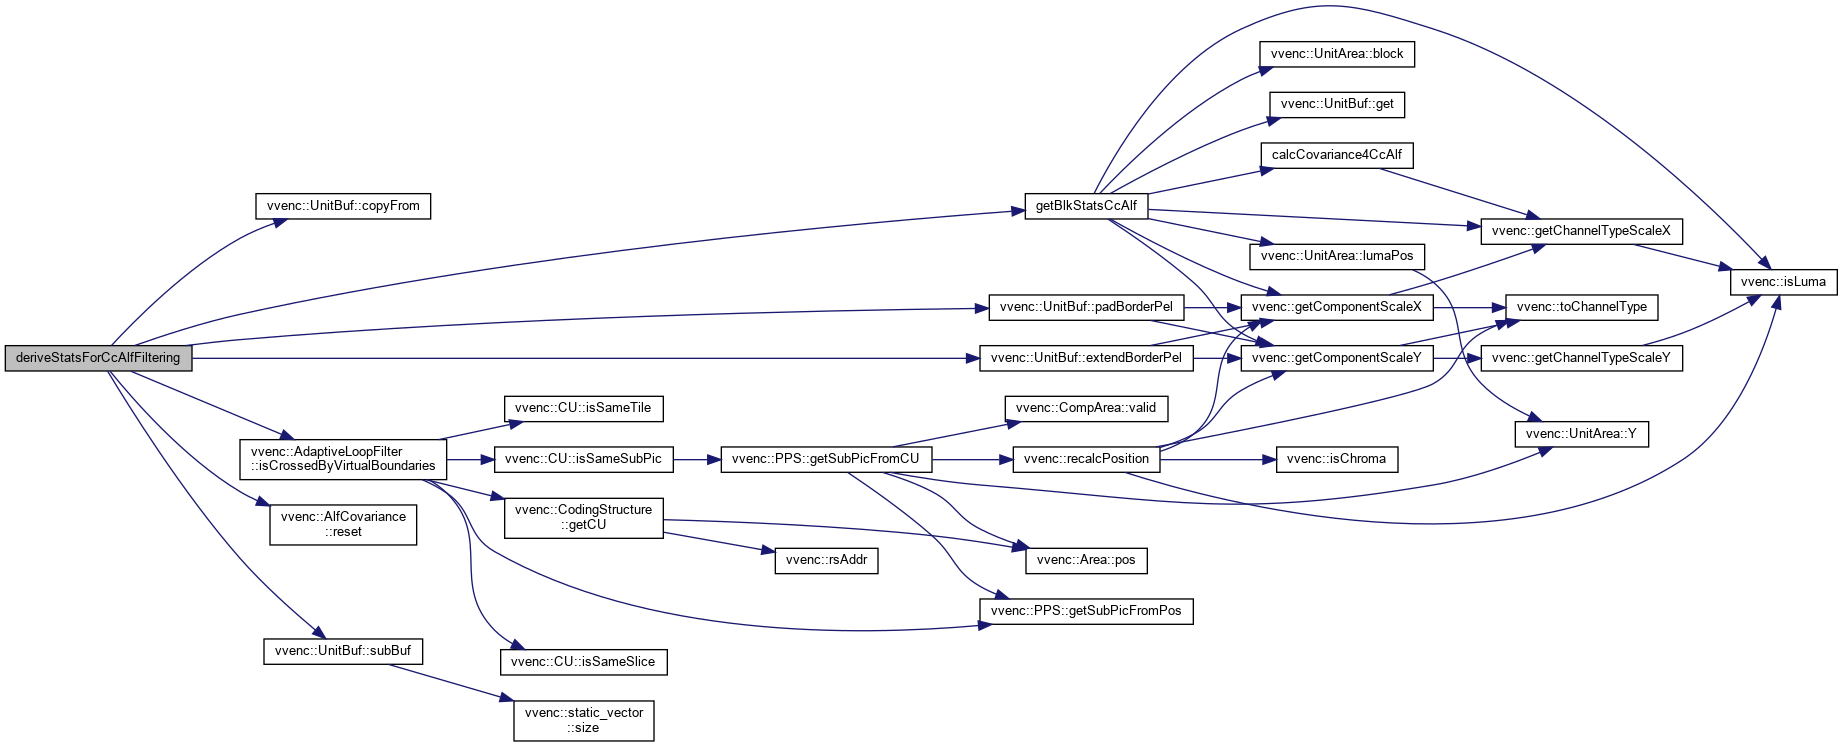 deriveStatsForCcAlfFiltering
vvenc::UnitBuf::copyFrom
getBlkStatsCcAlf
vvenc::UnitBuf::padBorderPel
vvenc::UnitBuf::extendBorderPel
vvenc::AdaptiveLoopFilter
::isCrossedByVirtualBoundaries
vvenc::AlfCovariance
::reset
vvenc::UnitBuf::subBuf
vvenc::static_vector
::size
vvenc::CU::isSameTile
vvenc::CU::isSameSubPic
vvenc::CodingStructure
::getCU
vvenc::CU::isSameSlice
vvenc::PPS::getSubPicFromCU
vvenc::rsAddr
vvenc::CompArea::valid
vvenc::recalcPosition
vvenc::Area::pos
vvenc::PPS::getSubPicFromPos
vvenc::UnitArea::block
vvenc::UnitBuf::get
calcCovariance4CcAlf
vvenc::UnitArea::lumaPos
vvenc::getComponentScaleX
vvenc::getComponentScaleY
vvenc::isChroma
vvenc::getChannelTypeScaleX
vvenc::toChannelType
vvenc::getChannelTypeScaleY
vvenc::UnitArea::Y
vvenc::isLuma